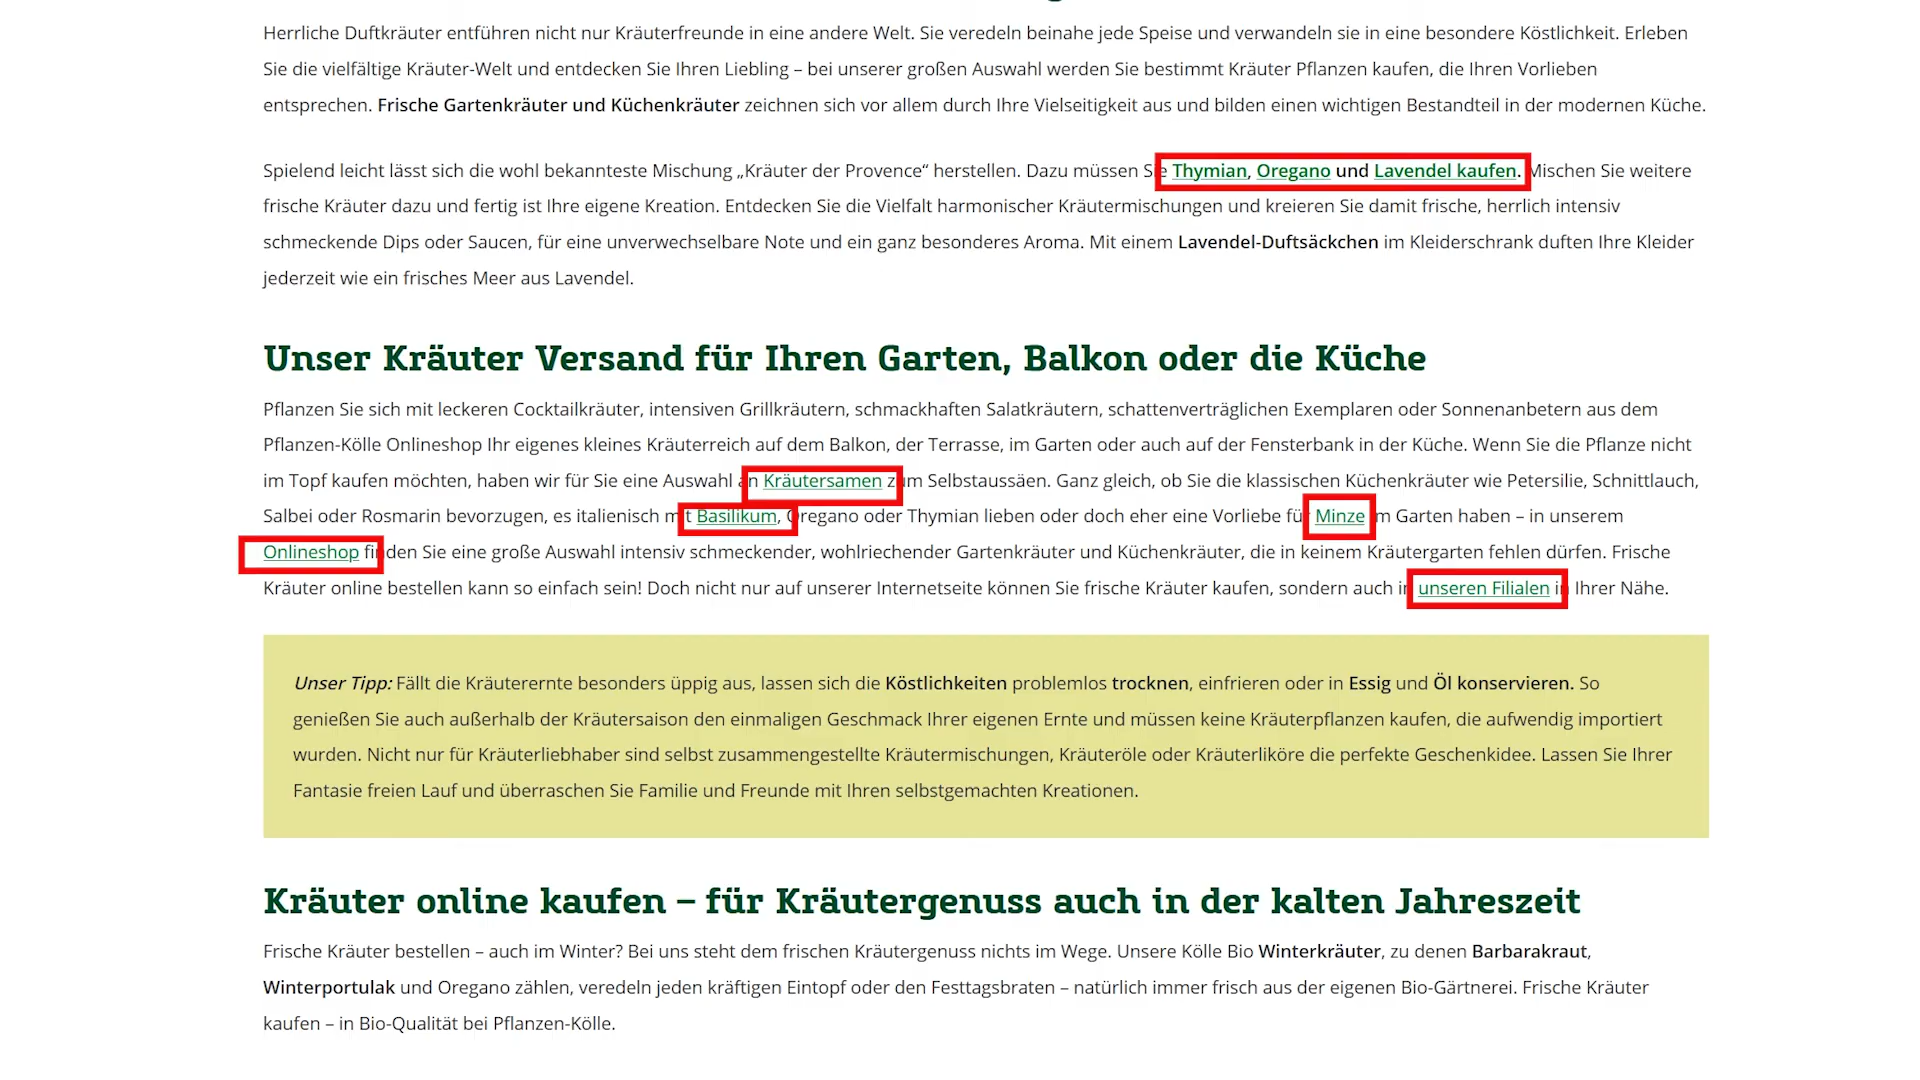 Herrliche Duftkräuter entführen nicht nur Kräuterfreunde in eine andere Welt. Sie veredeln beinahe jede Speise und verwandeln sie in eine besondere Köstlichkeit. Erleben
Sie die vielfältige Kräuter-Welt und entdecken Sie Ihren Liebling – bei unserer großen Auswahl werden Sie bestimmt Kräuter Pflanzen kaufen, die Ihren Vorlieben
entsprechen. Frische Gartenkräuter und Küchenkräuter zeichnen sich vor allem durch Ihre Vielseitigkeit aus und bilden einen wichtigen Bestandteil in der modernen Küche.
Spielend leicht lässt sich die wohl bekannteste Mischung „Kräuter der Provence“ herstellen. Dazu müssen Sie Thymian, Oregano und Lavendel kaufen. Mischen Sie weitere
frische Kräuter dazu und fertig ist Ihre eigene Kreation. Entdecken Sie die Vielfalt harmonischer Kräutermischungen und kreieren Sie damit frische, herrlich intensiv
schmeckende Dips oder Saucen, für eine unverwechselbare Note und ein ganz besonderes Aroma. Mit einem Lavendel-Duftsäckchen im Kleiderschrank duften Ihre Kleider
jederzeit wie ein frisches Meer aus Lavendel.
Unser Kräuter Versand für Ihren Garten, Balkon oder die Küche
Pflanzen Sie sich mit leckeren Cocktailkräuter, intensiven Grillkräutern, schmackhaften Salatkräutern, schattenverträglichen Exemplaren oder Sonnenanbetern aus dem
Pflanzen-Kölle Onlineshop Ihr eigenes kleines Kräuterreich auf dem Balkon, der Terrasse, im Garten oder auch auf der Fensterbank in der Küche. Wenn Sie die Pflanze nicht
im Topf kaufen möchten, haben wir für Sie eine Auswahl an Kräutersamen zum Selbstaussäen. Ganz gleich, ob Sie die klassischen Küchenkräuter wie Petersilie, Schnittlauch,
Salbei oder Rosmarin bevorzugen, es italienisch mit Basilikum, Oregano oder Thymian lieben oder doch eher eine Vorliebe für Minze im Garten haben – in unserem
Onlineshop finden Sie eine große Auswahl intensiv schmeckender, wohlriechender Gartenkräuter und Küchenkräuter, die in keinem Kräutergarten fehlen dürfen. Frische
Kräuter online bestellen kann so einfach sein! Doch nicht nur auf unserer Internetseite können Sie frische Kräuter kaufen, sondern auch in unseren Filialen in Ihrer Nähe.
Unser Tipp: Fällt die Kräuterernte besonders üppig aus, lassen sich die Köstlichkeiten problemlos trocknen, einfrieren oder in Essig und Öl konservieren. So
genießen Sie auch außerhalb der Kräutersaison den einmaligen Geschmack Ihrer eigenen Ernte und müssen keine Kräuterpflanzen kaufen, die aufwendig importiert
wurden. Nicht nur für Kräuterliebhaber sind selbst zusammengestellte Kräutermischungen, Kräuteröle oder Kräuterliköre die perfekte Geschenkidee. Lassen Sie Ihrer
Fantasie freien Lauf und überraschen Sie Familie und Freunde mit Ihren selbstgemachten Kreationen.
Kräuter online kaufen – für Kräutergenuss auch in der kalten Jahreszeit
Frische Kräuter bestellen – auch im Winter? Bei uns steht dem frischen Kräutergenuss nichts im Wege. Unsere Kölle Bio Winterkräuter, zu denen Barbarakraut,
Winterportulak und Oregano zählen, veredeln jeden kräftigen Eintopf oder den Festtagsbraten – natürlich immer frisch aus der eigenen Bio-Gärtnerei. Frische Kräuter
kaufen – in Bio-Qualität bei Pflanzen-Kölle.